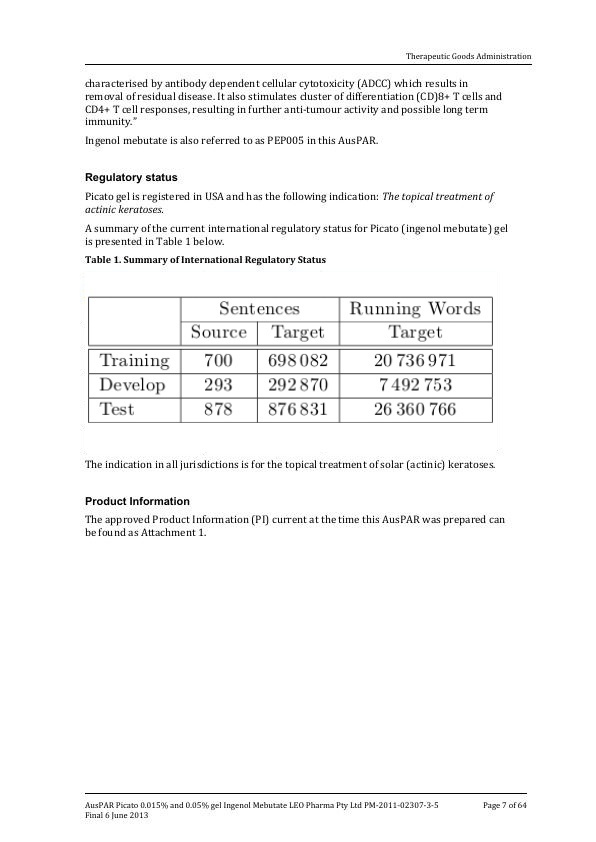 Therapeutic Goods Administration
characterised by antibody dependent cellular cytotoxicity (ADCC) which results in
removal of residual disease. It also stimulates cluster of differentiation (CD)8+ T cells and
CD4+ T cell responses, resulting in further anti-tumour activity and possible long term
immunity.”
Ingenol mebutate is also referred to as PEP005 in this AusPAR.
Regulatory status
Picato gel is registered in USA and has the following indication: The topical treatment of
actinic keratoses.
A summary of the current international regulatory status for Picato (ingenol mebutate) gel
is presented in Table 1 below.
Table 1. Summary of International Regulatory Status
Sentences Running Words
Source Target Target
Training 700 698 082 20 736 971
Develop 293 292 870 7 492 753
Test 878 876 831 26 360 766
The indication in all jurisdictions is for the topical treatment of solar (actinic) keratoses.
Product Information
The approved Product Information (PI) current at the time this AusPAR was prepared can
be found as Attachment 1.
AusPAR Picato 0.015% and 0.05% gel Ingenol Mebutate LEO Pharma Pty Ltd PM-2011-02307-3-5 Page 7 of 64
Final 6 June 2013